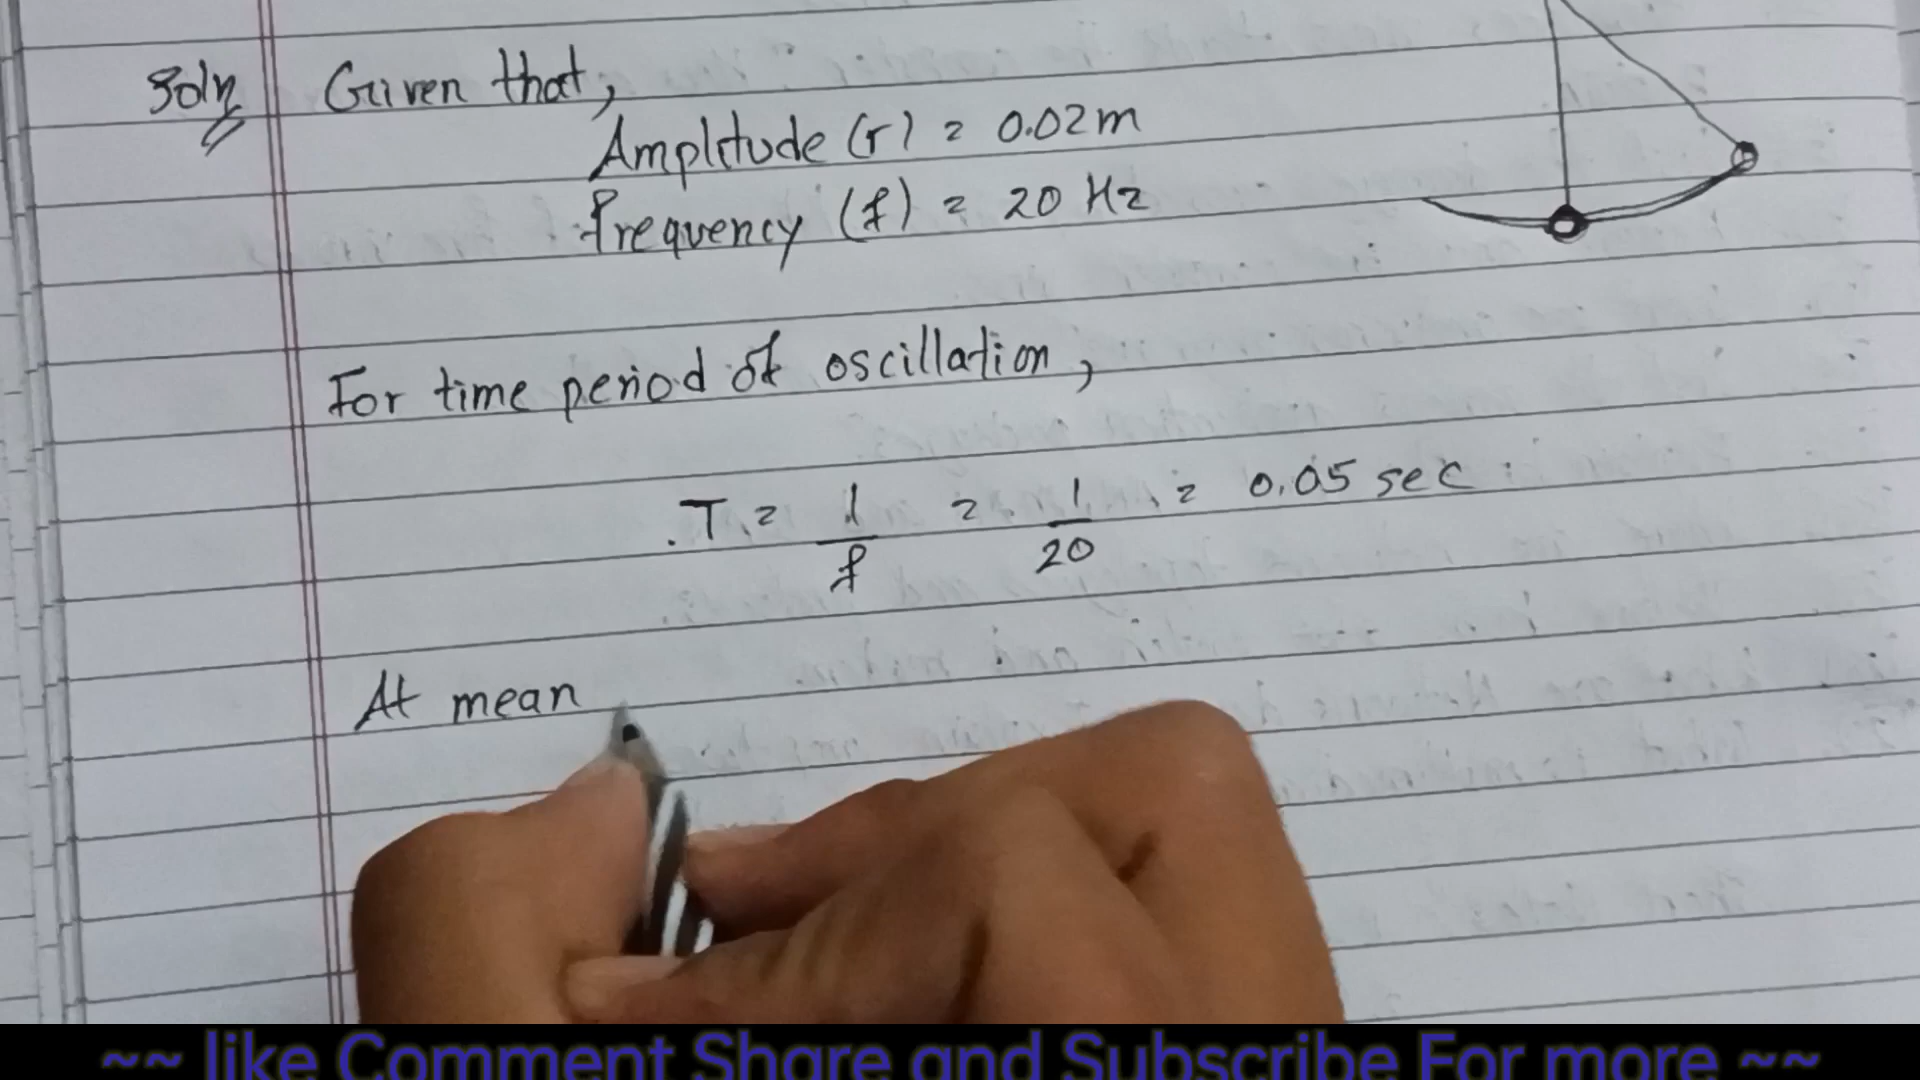 Soln Given that,
Amplitude (r) = 0.02m
frequency (f) = 20 Hz
For time period of oscillation,
T = 1/f = 1/20 = 0.05 sec
At mean
~~ like Comment Share and Subscribe For more ~~